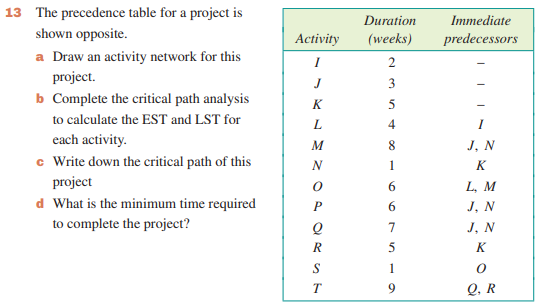 13 The precedence table for a project is
shown opposite.
a Draw an activity network for this
project.
b Complete the critical path analysis
to calculate the EST and LST for
each activity.
c Write down the critical path of this
project
d What is the minimum time required
to complete the project?
Activity Duration (weeks) Immediate predecessors
I 2 –
J 3 –
K 5 –
L 4 I
M 8 J, N
N 1 K
O 6 L, M
P 6 J, N
Q 7 J, N
R 5 K
S 1 O
T 9 Q, R